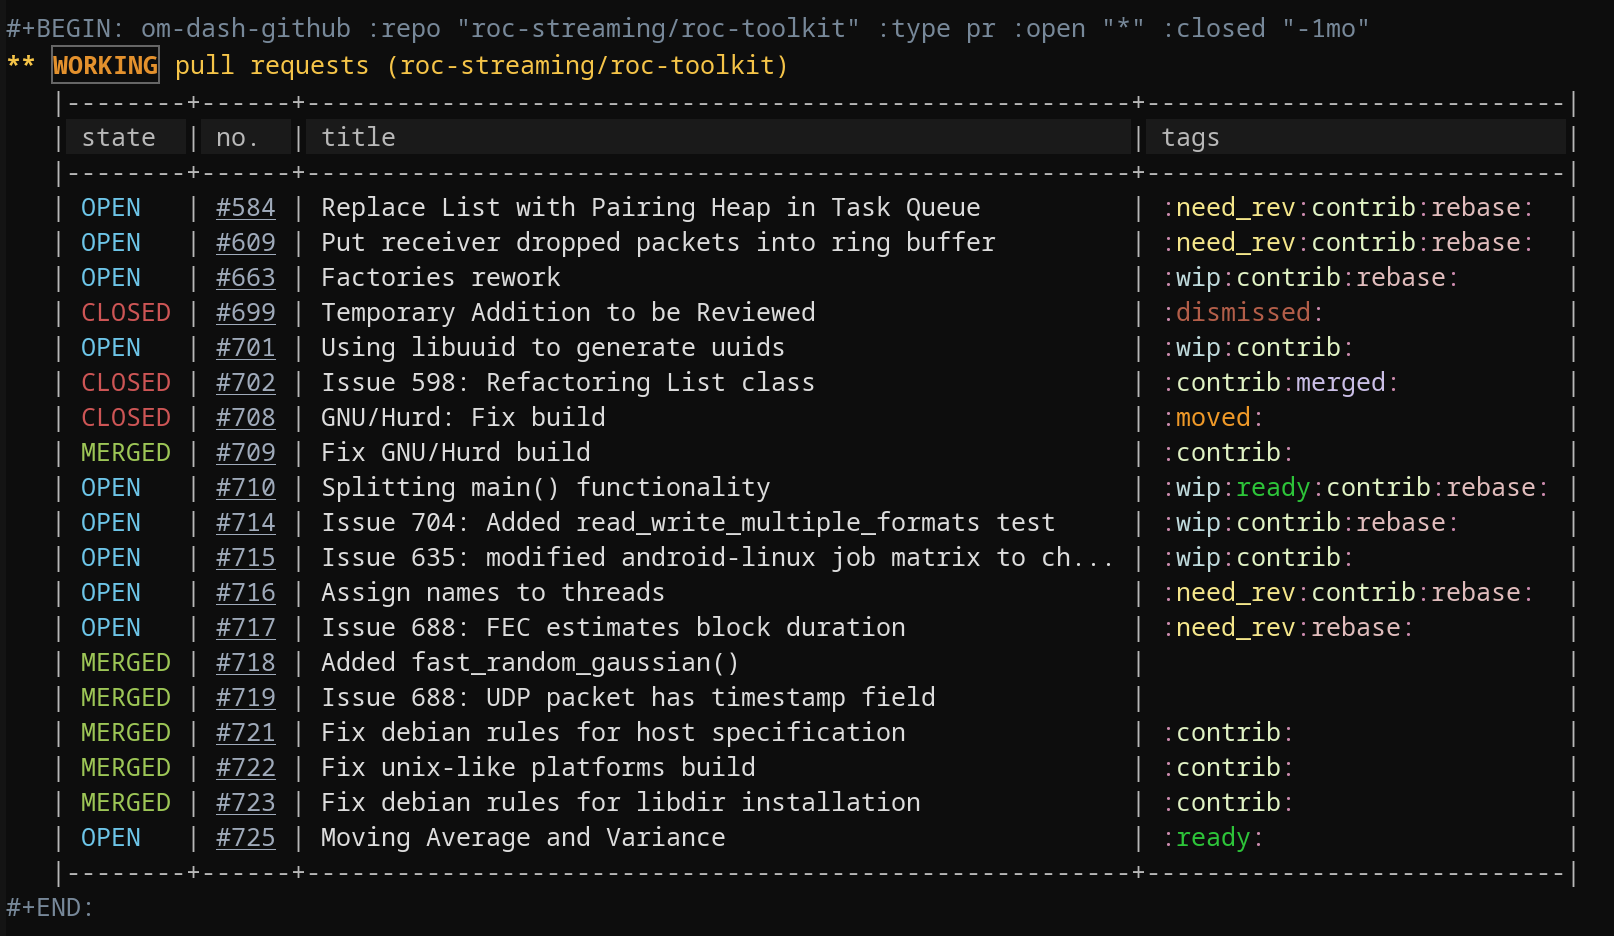 #+BEGIN: om-dash-github :repo "roc-streaming/roc-toolkit" :type pr :open "*" :closed "-1mo"
** WORKING pull requests (roc-streaming/roc-toolkit)
|--------+------+-------------------------------------------------------+----------------------------|
| state  | no.  | title                                                 | tags                       |
|--------+------+-------------------------------------------------------+----------------------------|
| OPEN   | #584 | Replace List with Pairing Heap in Task Queue          | :need_rev:contrib:rebase:  |
| OPEN   | #609 | Put receiver dropped packets into ring buffer         | :need_rev:contrib:rebase:  |
| OPEN   | #663 | Factories rework                                      | :wip:contrib:rebase:       |
| CLOSED | #699 | Temporary Addition to be Reviewed                     | :dismissed:                |
| OPEN   | #701 | Using libuuid to generate uuids                       | :wip:contrib:              |
| CLOSED | #702 | Issue 598: Refactoring List class                     | :contrib:merged:           |
| CLOSED | #708 | GNU/Hurd: Fix build                                   | :moved:                    |
| MERGED | #709 | Fix GNU/Hurd build                                    | :contrib:                  |
| OPEN   | #710 | Splitting main() functionality                        | :wip:ready:contrib:rebase: |
| OPEN   | #714 | Issue 704: Added read_write_multiple_formats test     | :wip:contrib:rebase:       |
| OPEN   | #715 | Issue 635: modified android-linux job matrix to ch... | :wip:contrib:              |
| OPEN   | #716 | Assign names to threads                               | :need_rev:contrib:rebase:  |
| OPEN   | #717 | Issue 688: FEC estimates block duration               | :need_rev:rebase:          |
| MERGED | #718 | Added fast_random_gaussian()                          |                            |
| MERGED | #719 | Issue 688: UDP packet has timestamp field             |                            |
| MERGED | #721 | Fix debian rules for host specification               | :contrib:                  |
| MERGED | #722 | Fix unix-like platforms build                         | :contrib:                  |
| MERGED | #723 | Fix debian rules for libdir installation              | :contrib:                  |
| OPEN   | #725 | Moving Average and Variance                           | :ready:                    |
|--------+------+-------------------------------------------------------+----------------------------|
#+END: